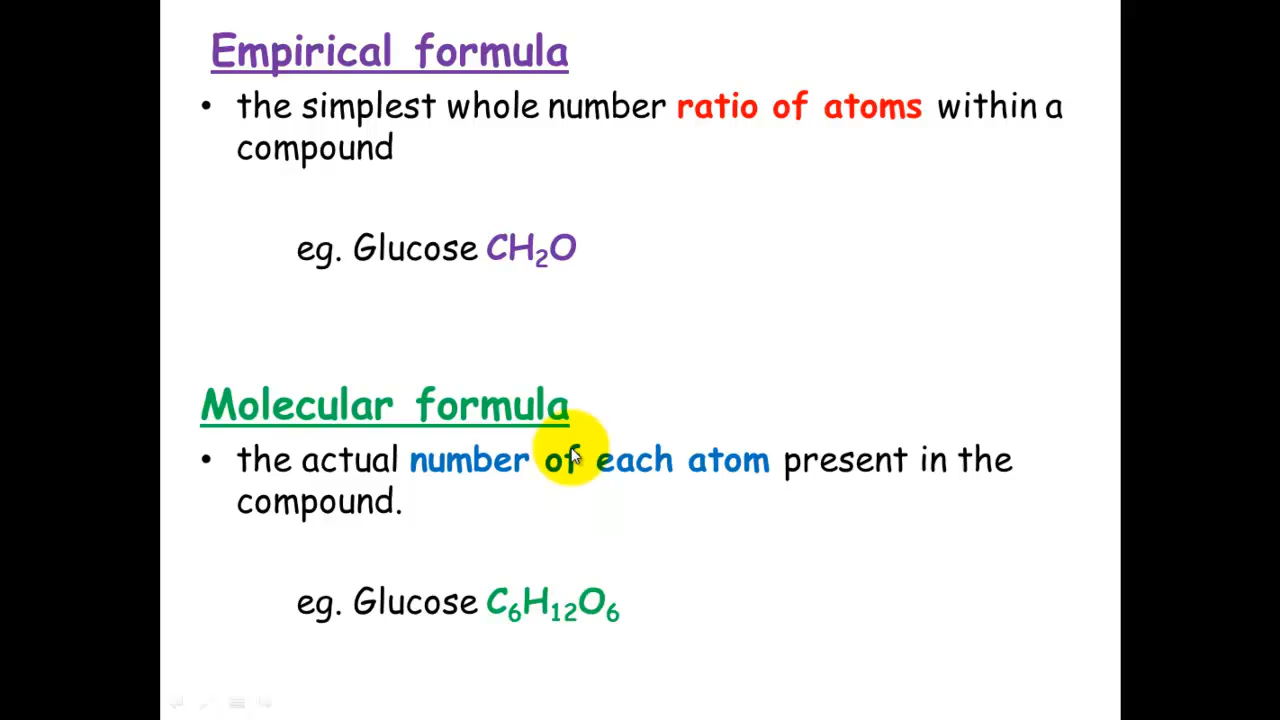 Empirical formula
• the simplest whole number ratio of atoms within a
compound
eg. Glucose CH₂O
Molecular formula
• the actual number of each atom present in the
compound.
eg. Glucose C₆H₁₂O₆